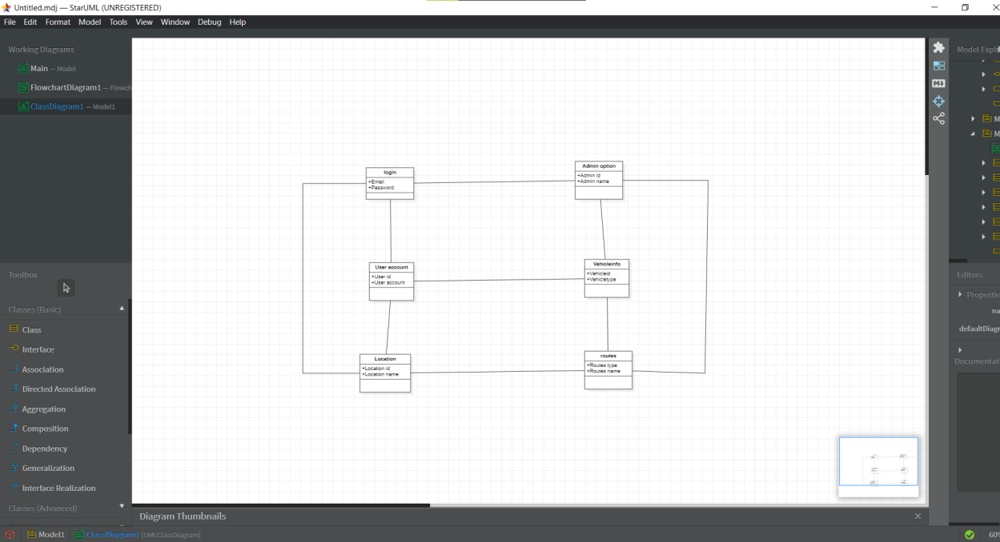 Untitled.mdj — StarUML (UNREGISTERED)
File Edit Format Model Tools View Window Debug Help
Working Diagrams
Main — Model
FlowchartDiagram1 — Flowch
ClassDiagram1 — Model1
Toolbox
Classes (Basic)
Class
Interface
Association
Directed Association
Aggregation
Composition
Dependency
Generalization
Interface Realization
Classes (Advanced)
login
+Email
+Password
Admin option
+Admin id
+Admin name
User account
+User id
+User account
Vehicleinfo
+Vehicleid
+Vehicletype
Location
+Location id
+Location name
routes
+Routes type
+Routes name
Model Expl
M
M
Editors
Propertie
na
defaultDiagr
Documentat
Diagram Thumbnails
Model1 ClassDiagram1 [UMLClassDiagram]
60%